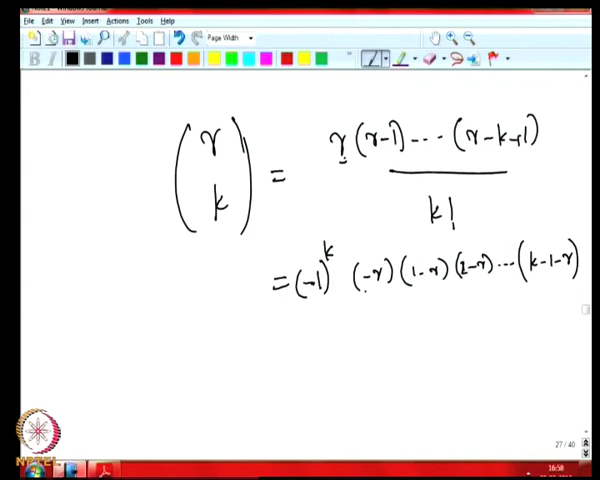 File Edit View Insert Actions Tools Help
Page Width
B I
(r k) = r(r-1)....(r-k+1) / k!
= (-1)^k (-r)(1-r)(2-r)...(k-1-r)
27 / 40
NPTEL
16:58